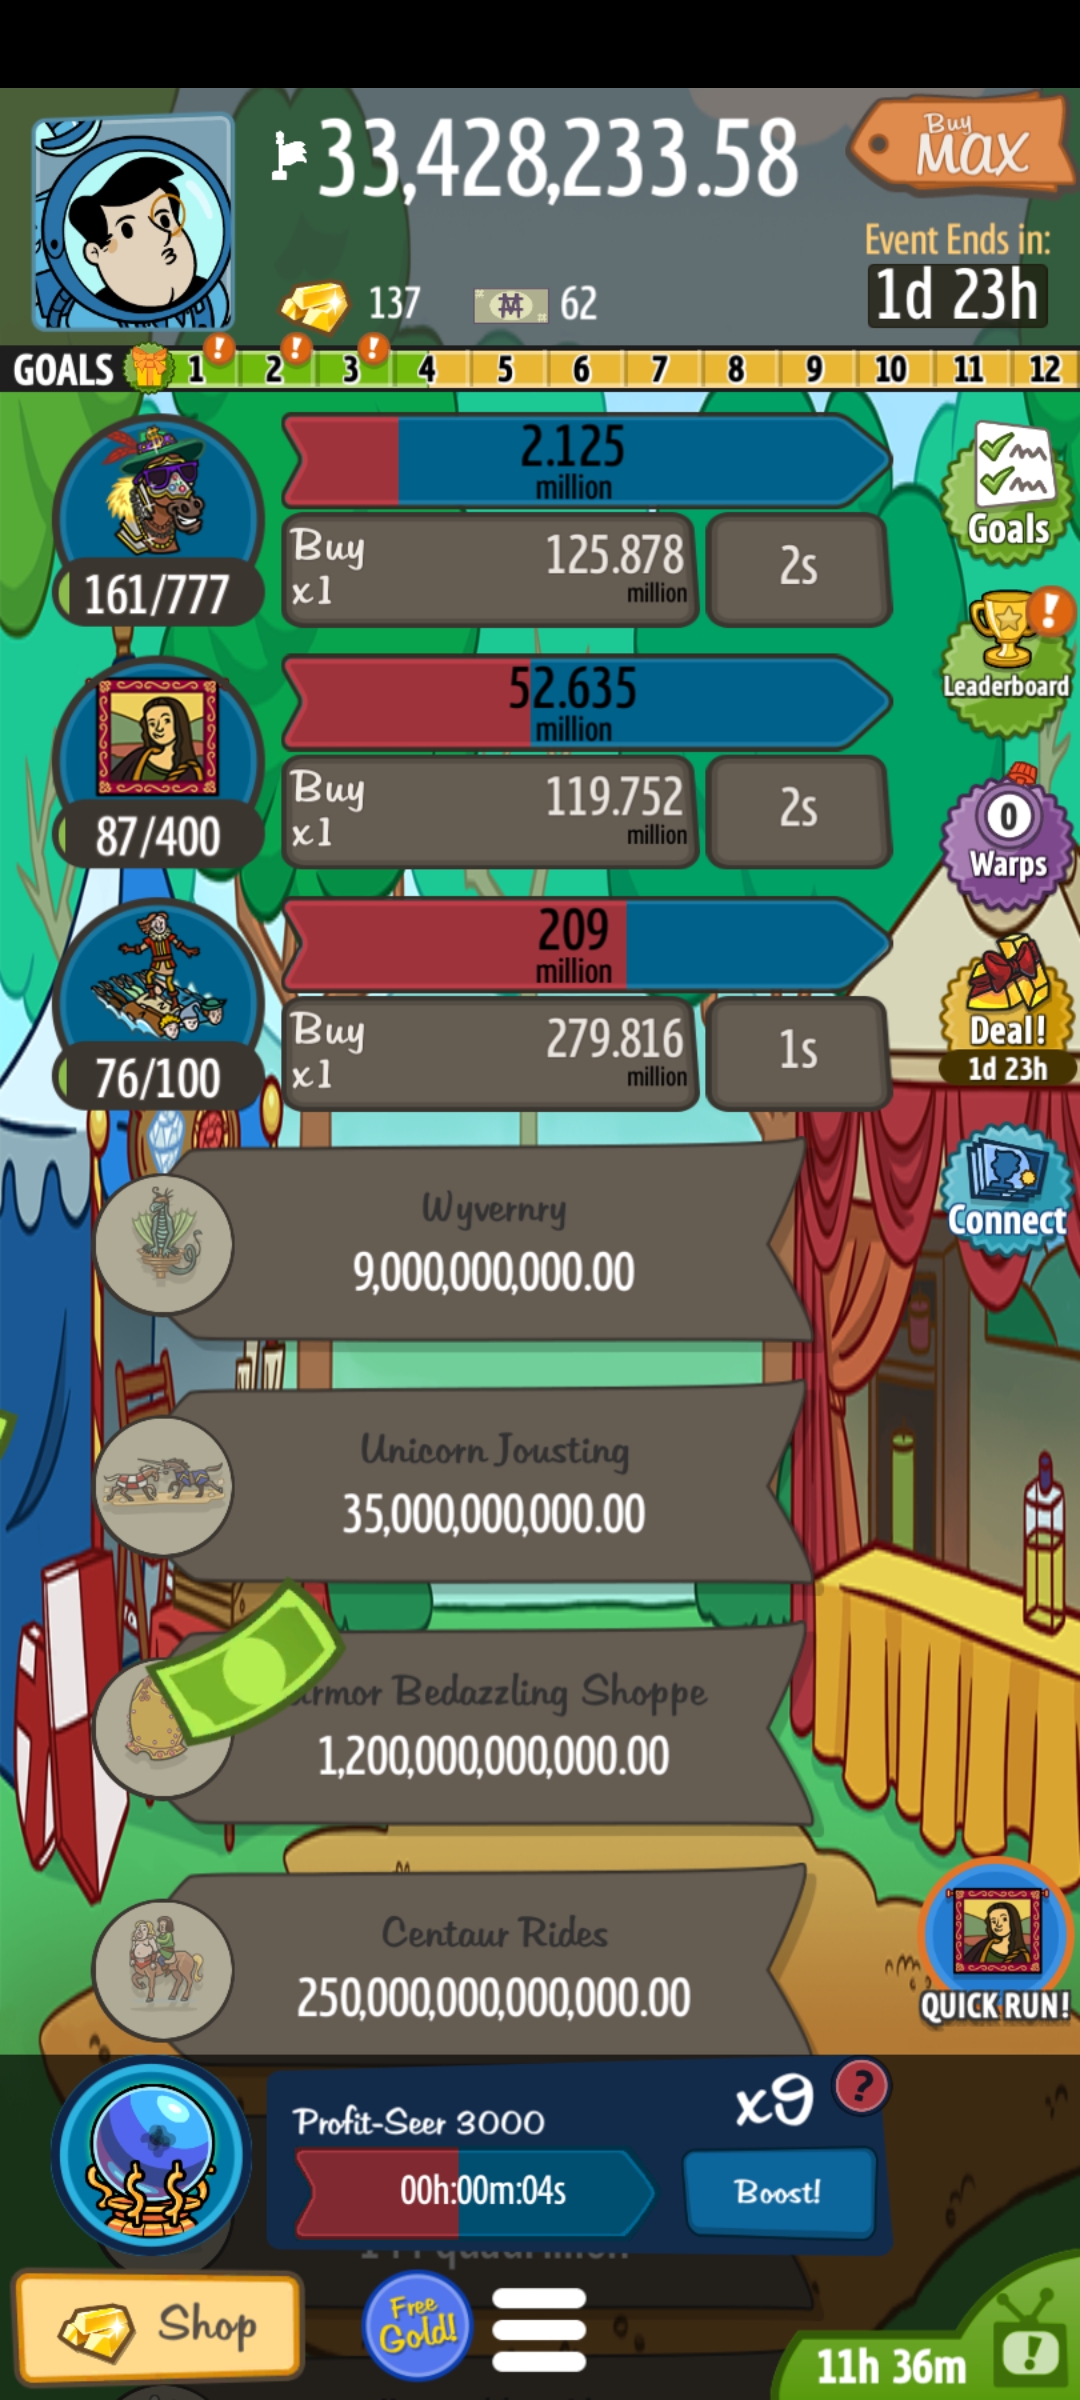 33,428,233.58
Buy
MAX
Event Ends in:
1d 23h
137
62
GOALS 1 ! 2 ! 3 ! 4 5 6 7 8 9 10 11 12
2.125
million
161/777
Buy
x1
125.878
million
2s
Goals
52.635
million
87/400
Buy
x1
119.752
million
2s
!
Leaderboard
0
Warps
209
million
76/100
Buy
x1
279.816
million
1s
Deal!
1d 23h
Connect
Wyvernry
9,000,000,000.00
Unicorn Jousting
35,000,000,000.00
Bedazzling Shoppe
1,200,000,000,000.00
Centaur Rides
250,000,000,000,000.00
QUICK RUN!
Profit-Seer 3000
x9
?
00h:00m:04s
Boost!
Shop
Free
Gold!
11h 36m
!